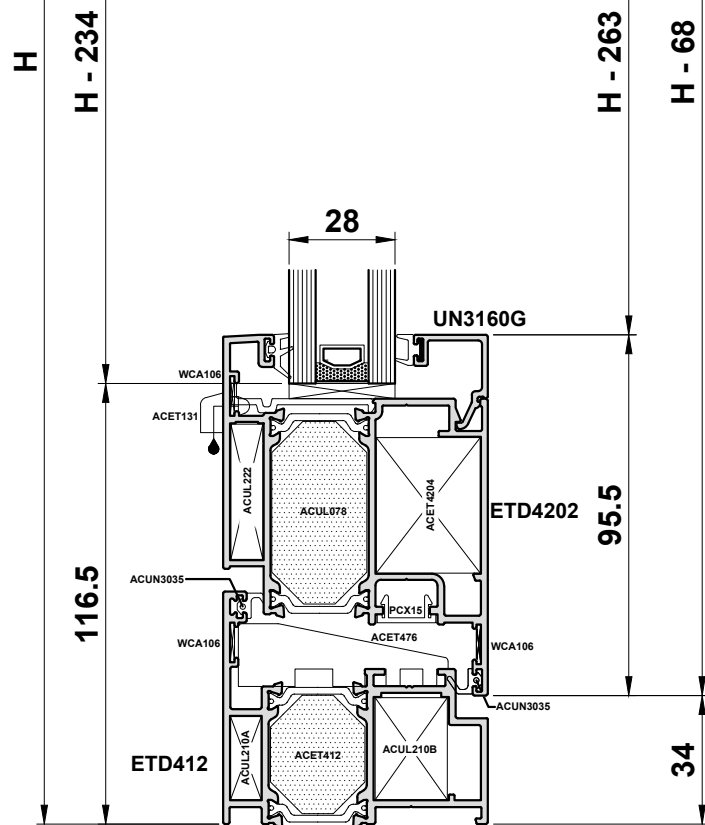 H
H - 234
H - 263
H - 68
28
UN3160G
WCA106
ACET131
ACUL222
ACUL078
ACET4204
ETD4202
95.5
116.5
ACUN3035
PCX15
WCA106
ACET476
WCA106
ACUN3035
ETD412
ACUL210A
ACET412
ACUL210B
34